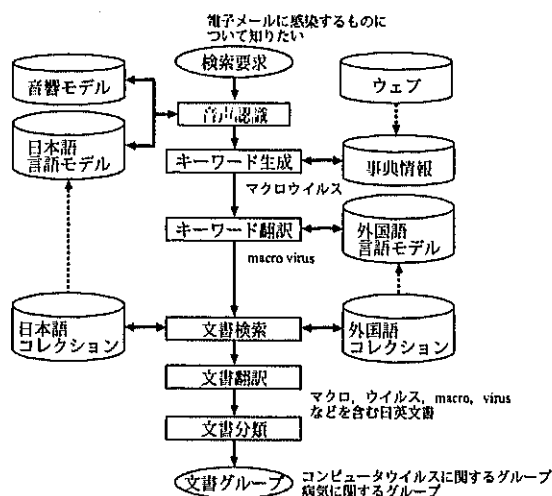 電子メールに感染するものに
ついて知りたい
検索要求
音響モデル
ウェブ
音声認識
日本語
言語モデル
キーワード生成
事典情報
マクロウイルス
キーワード翻訳
外国語
言語モデル
macro virus
日本語
コレクション
文書検索
外国語
コレクション
文書翻訳
マクロ, ウイルス, macro, virus
などを含む日英文書
文書分類
文書グループ
コンピュータウイルスに関するグループ
病気に関するグループ